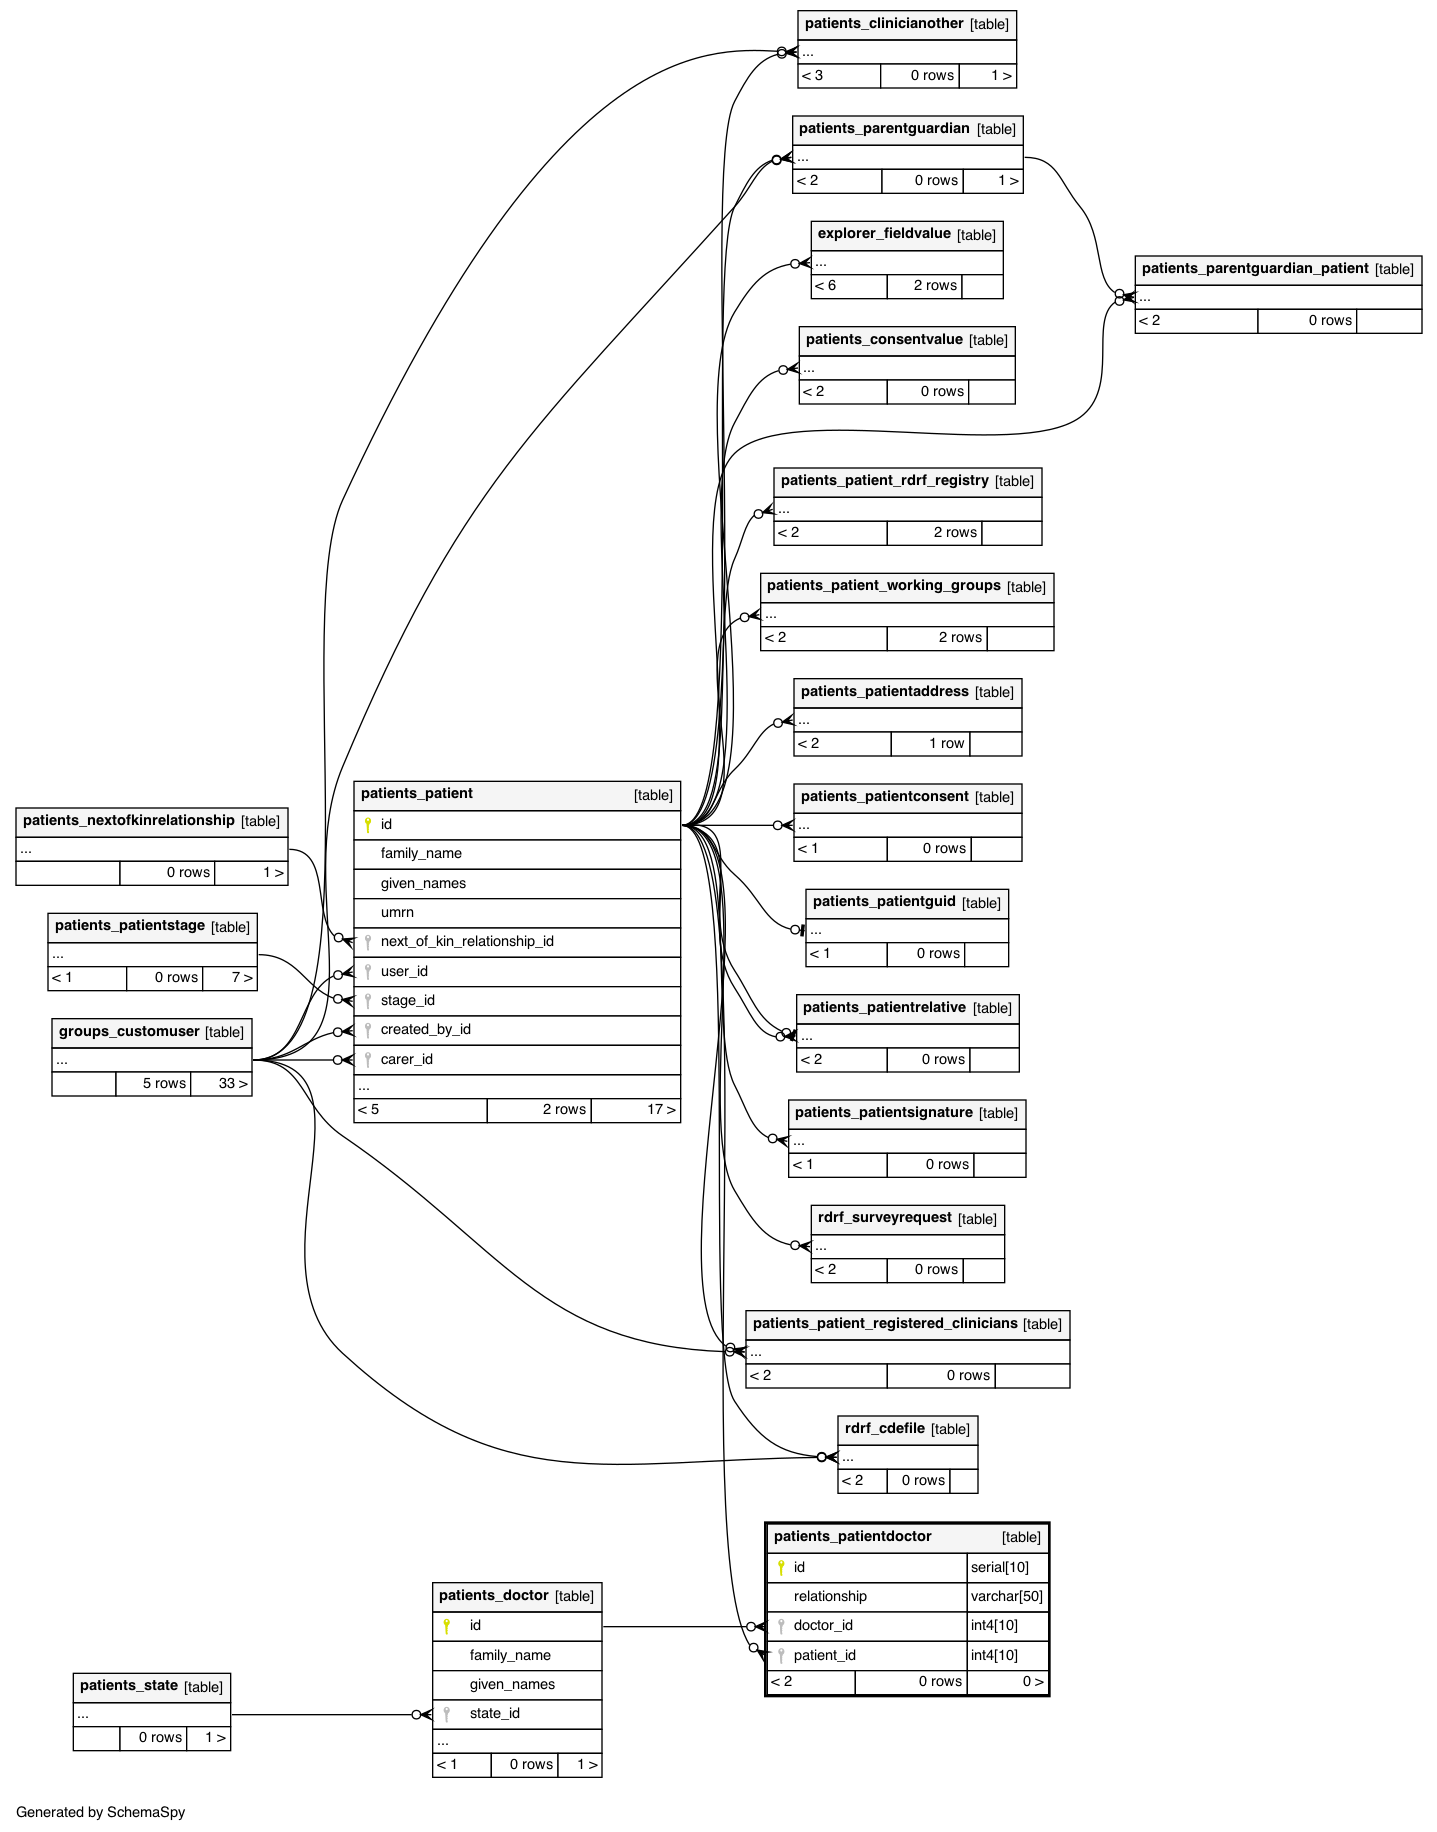 patients_clinicianother [table]
...
< 3 0 rows 1 >
patients_parentguardian [table]
...
< 2 0 rows 1 >
explorer_fieldvalue [table]
...
< 6 2 rows
patients_parentguardian_patient [table]
...
< 2 0 rows
patients_consentvalue [table]
...
< 2 0 rows
patients_patient_rdrf_registry [table]
...
< 2 2 rows
patients_patient_working_groups [table]
...
< 2 2 rows
patients_patientaddress [table]
...
< 2 1 row
patients_patientconsent [table]
...
< 1 0 rows
patients_patientguid [table]
...
< 1 0 rows
patients_patientrelative [table]
...
< 2 0 rows
patients_patientsignature [table]
...
< 1 0 rows
rdrf_surveyrequest [table]
...
< 2 0 rows
patients_patient_registered_clinicians [table]
...
< 2 0 rows
rdrf_cdefile [table]
...
< 2 0 rows
patients_nextofkinrelationship [table]
...
0 rows 1 >
patients_patientstage [table]
...
< 1 0 rows 7 >
groups_customuser [table]
...
5 rows 33 >
patients_patient [table]
id
family_name
given_names
umrn
next_of_kin_relationship_id
user_id
stage_id
created_by_id
carer_id
...
< 5 2 rows 17 >
patients_patientdoctor [table]
id serial[10]
relationship varchar[50]
doctor_id int4[10]
patient_id int4[10]
< 2 0 rows 0 >
patients_doctor [table]
id
family_name
given_names
state_id
...
< 1 0 rows 1 >
patients_state [table]
...
0 rows 1 >
Generated by SchemaSpy